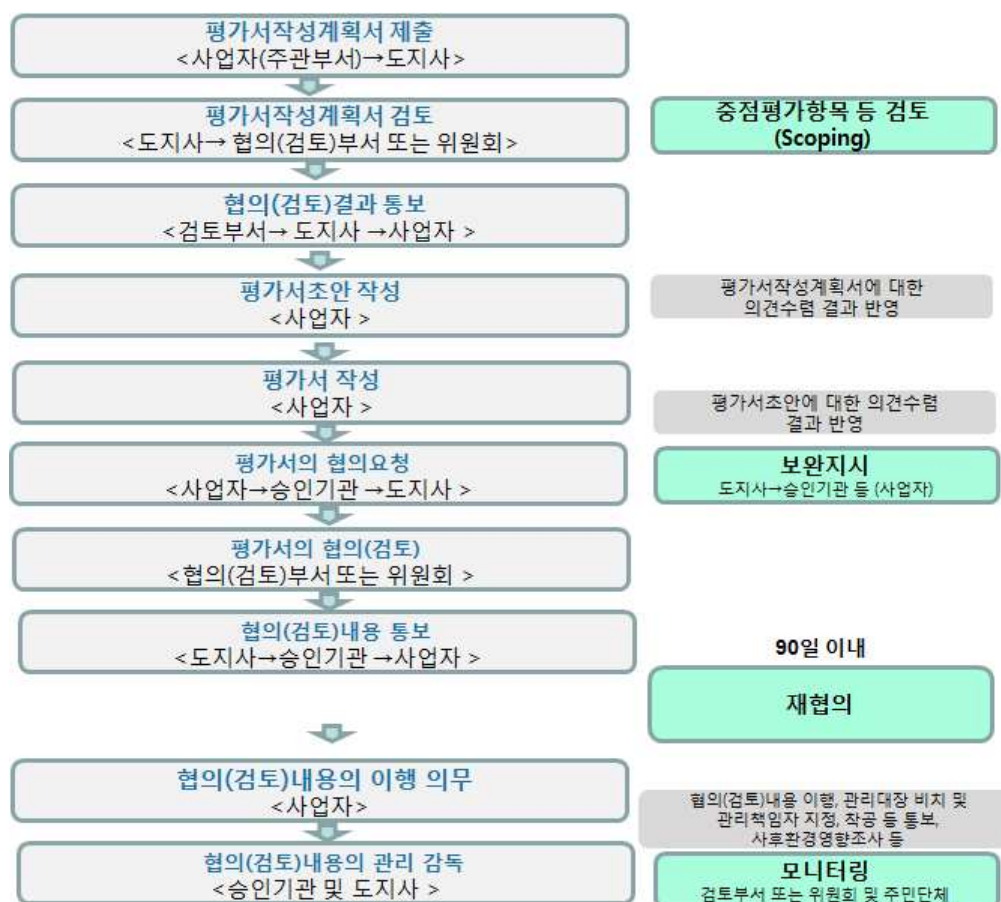 평가서작성계획서 제출
<사업자(주관부서)→도지사>
평가서작성계획서 검토
<도지사→ 협의(검토)부서 또는 위원회>
중점평가항목 등 검토
(Scoping)
협의(검토)결과 통보
<검토부서→ 도지사 →사업자 >
평가서초안 작성
<사업자 >
평가서작성계획서에 대한
의견수렴 결과 반영
평가서 작성
<사업자 >
평가서초안에 대한 의견수렴
결과 반영
평가서의 협의요청
<사업자→승인기관 →도지사 >
보완지시
도지사→승인기관 등 (사업자)
평가서의 협의(검토)
<협의(검토)부서 또는 위원회 >
협의(검토)내용 통보
<도지사→승인기관 →사업자 >
90일 이내
재협의
협의(검토)내용의 이행 의무
<사업자>
협의(검토)내용 이행, 관리대장 비치 및
관리책임자 지정, 착공 등 통보,
사후환경영향조사 등
협의(검토)내용의 관리 감독
<승인기관 및 도지사 >
모니터링
검토부서 또는 위원회 및 주민단체